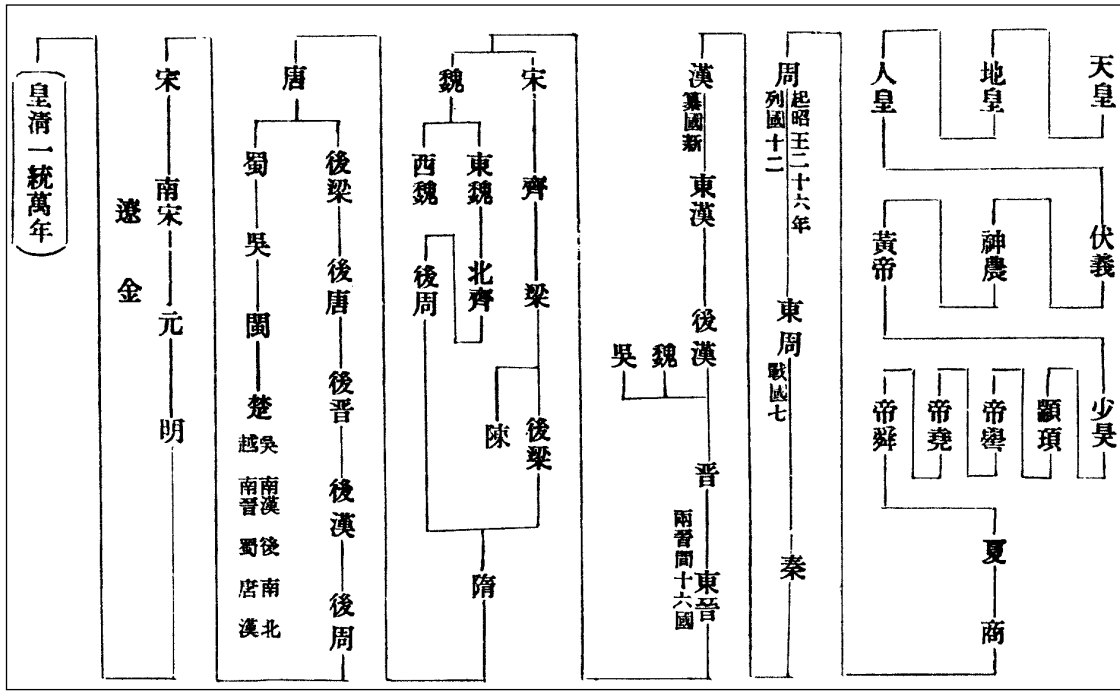 天皇
地皇
人皇
伏羲
神農
黃帝
少昊
顓頊
帝嚳
帝堯
帝舜
夏
商
周
起昭王二十六年
列國十二
東周
戰國七
秦
漢
纂國新
東漢
後漢
魏
吳
晋
東晉
兩晉間十六國
宋
齊
梁
後梁
陳
魏
東魏
西魏
北齊
後周
隋
唐
後梁
後唐
後晋
後漢
後周
蜀
吳
閩
楚
吳越
南漢
南晉
後蜀
南唐
北漢
宋
南宋
元
明
遼
金
皇清一統萬年